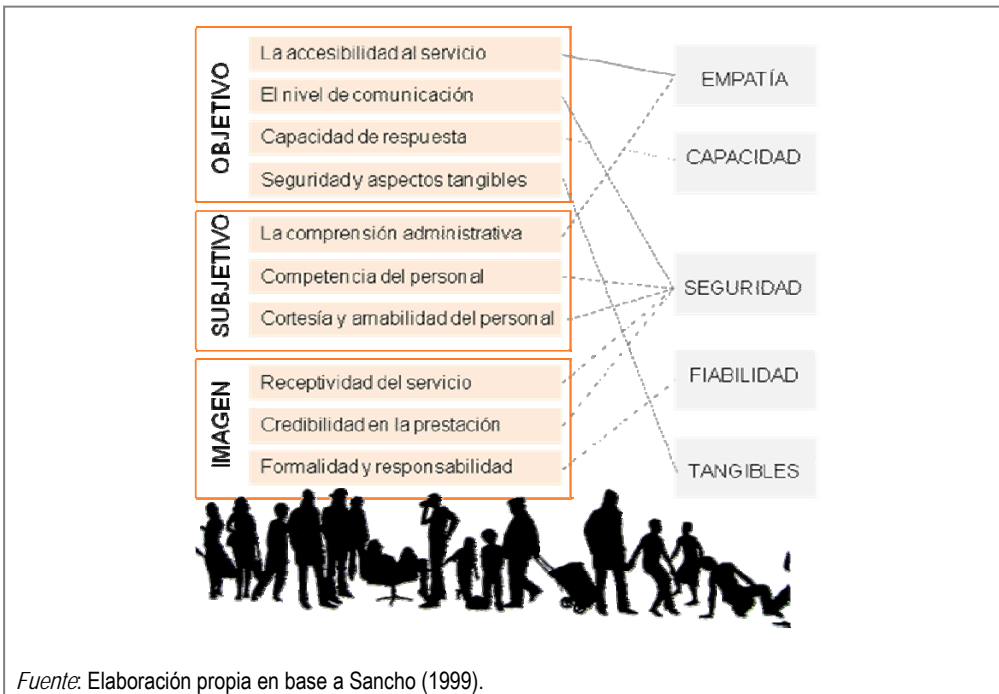 OBJETIVO
La accesibilidad al servicio
El nivel de comunicación
Capacidad de respuesta
Seguridad y aspectos tangibles
SUBJETIVO
La comprensión administrativa
Competencia del personal
Cortesía y amabilidad del personal
IMAGEN
Receptividad del servicio
Credibilidad en la prestación
Formalidad y responsabilidad
EMPATÍA
CAPACIDAD
SEGURIDAD
FIABILIDAD
TANGIBLES
Fuente: Elaboración propia en base a Sancho (1999).